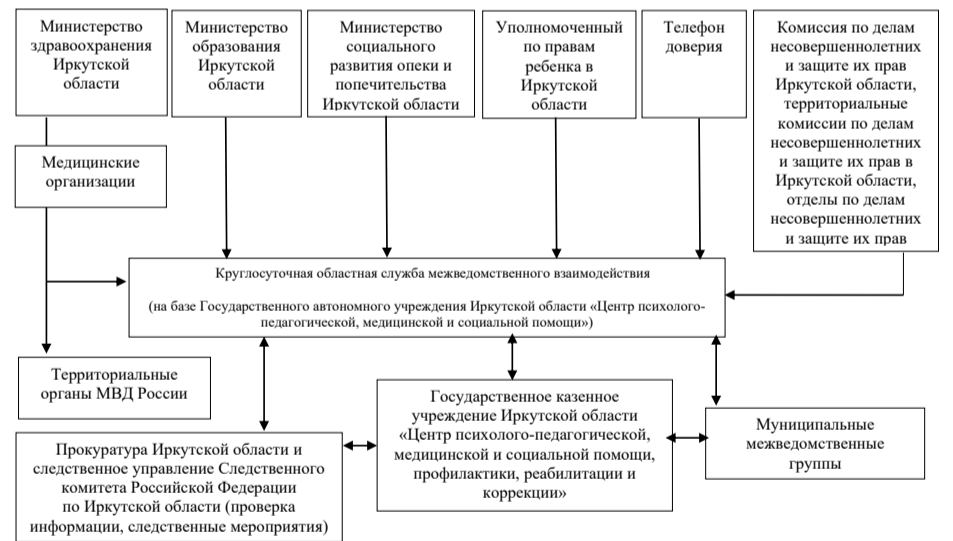 Министерство
здравоохранения
Иркутской
области
Министерство
образования
Иркутской
области
Министерство
социального
развития опеки и
попечительства
Иркутской области
Уполномоченный
по правам
ребенка в
Иркутской
области
Телефон
доверия
Комиссия по делам
несовершеннолетних
и защите их прав
Иркутской области,
территориальные
комиссии по делам
несовершеннолетних
и защите их прав в
Иркутской области,
отделы по делам
несовершеннолетних
и защите их прав
Медицинские
организации
Круглосуточная областная служба межведомственного взаимодействия
(на базе Государственного автономного учреждения Иркутской области «Центр психолого-
педагогической, медицинской и социальной помощи»)
Территориальные
органы МВД России
Государственное казенное
учреждение Иркутской области
«Центр психолого-педагогической,
медицинской и социальной помощи,
профилактики, реабилитации и
коррекции»
Муниципальные
межведомственные
группы
Прокуратура Иркутской области и
следственное управление Следственного
комитета Российской Федерации
по Иркутской области (проверка
информации, следственные мероприятия)